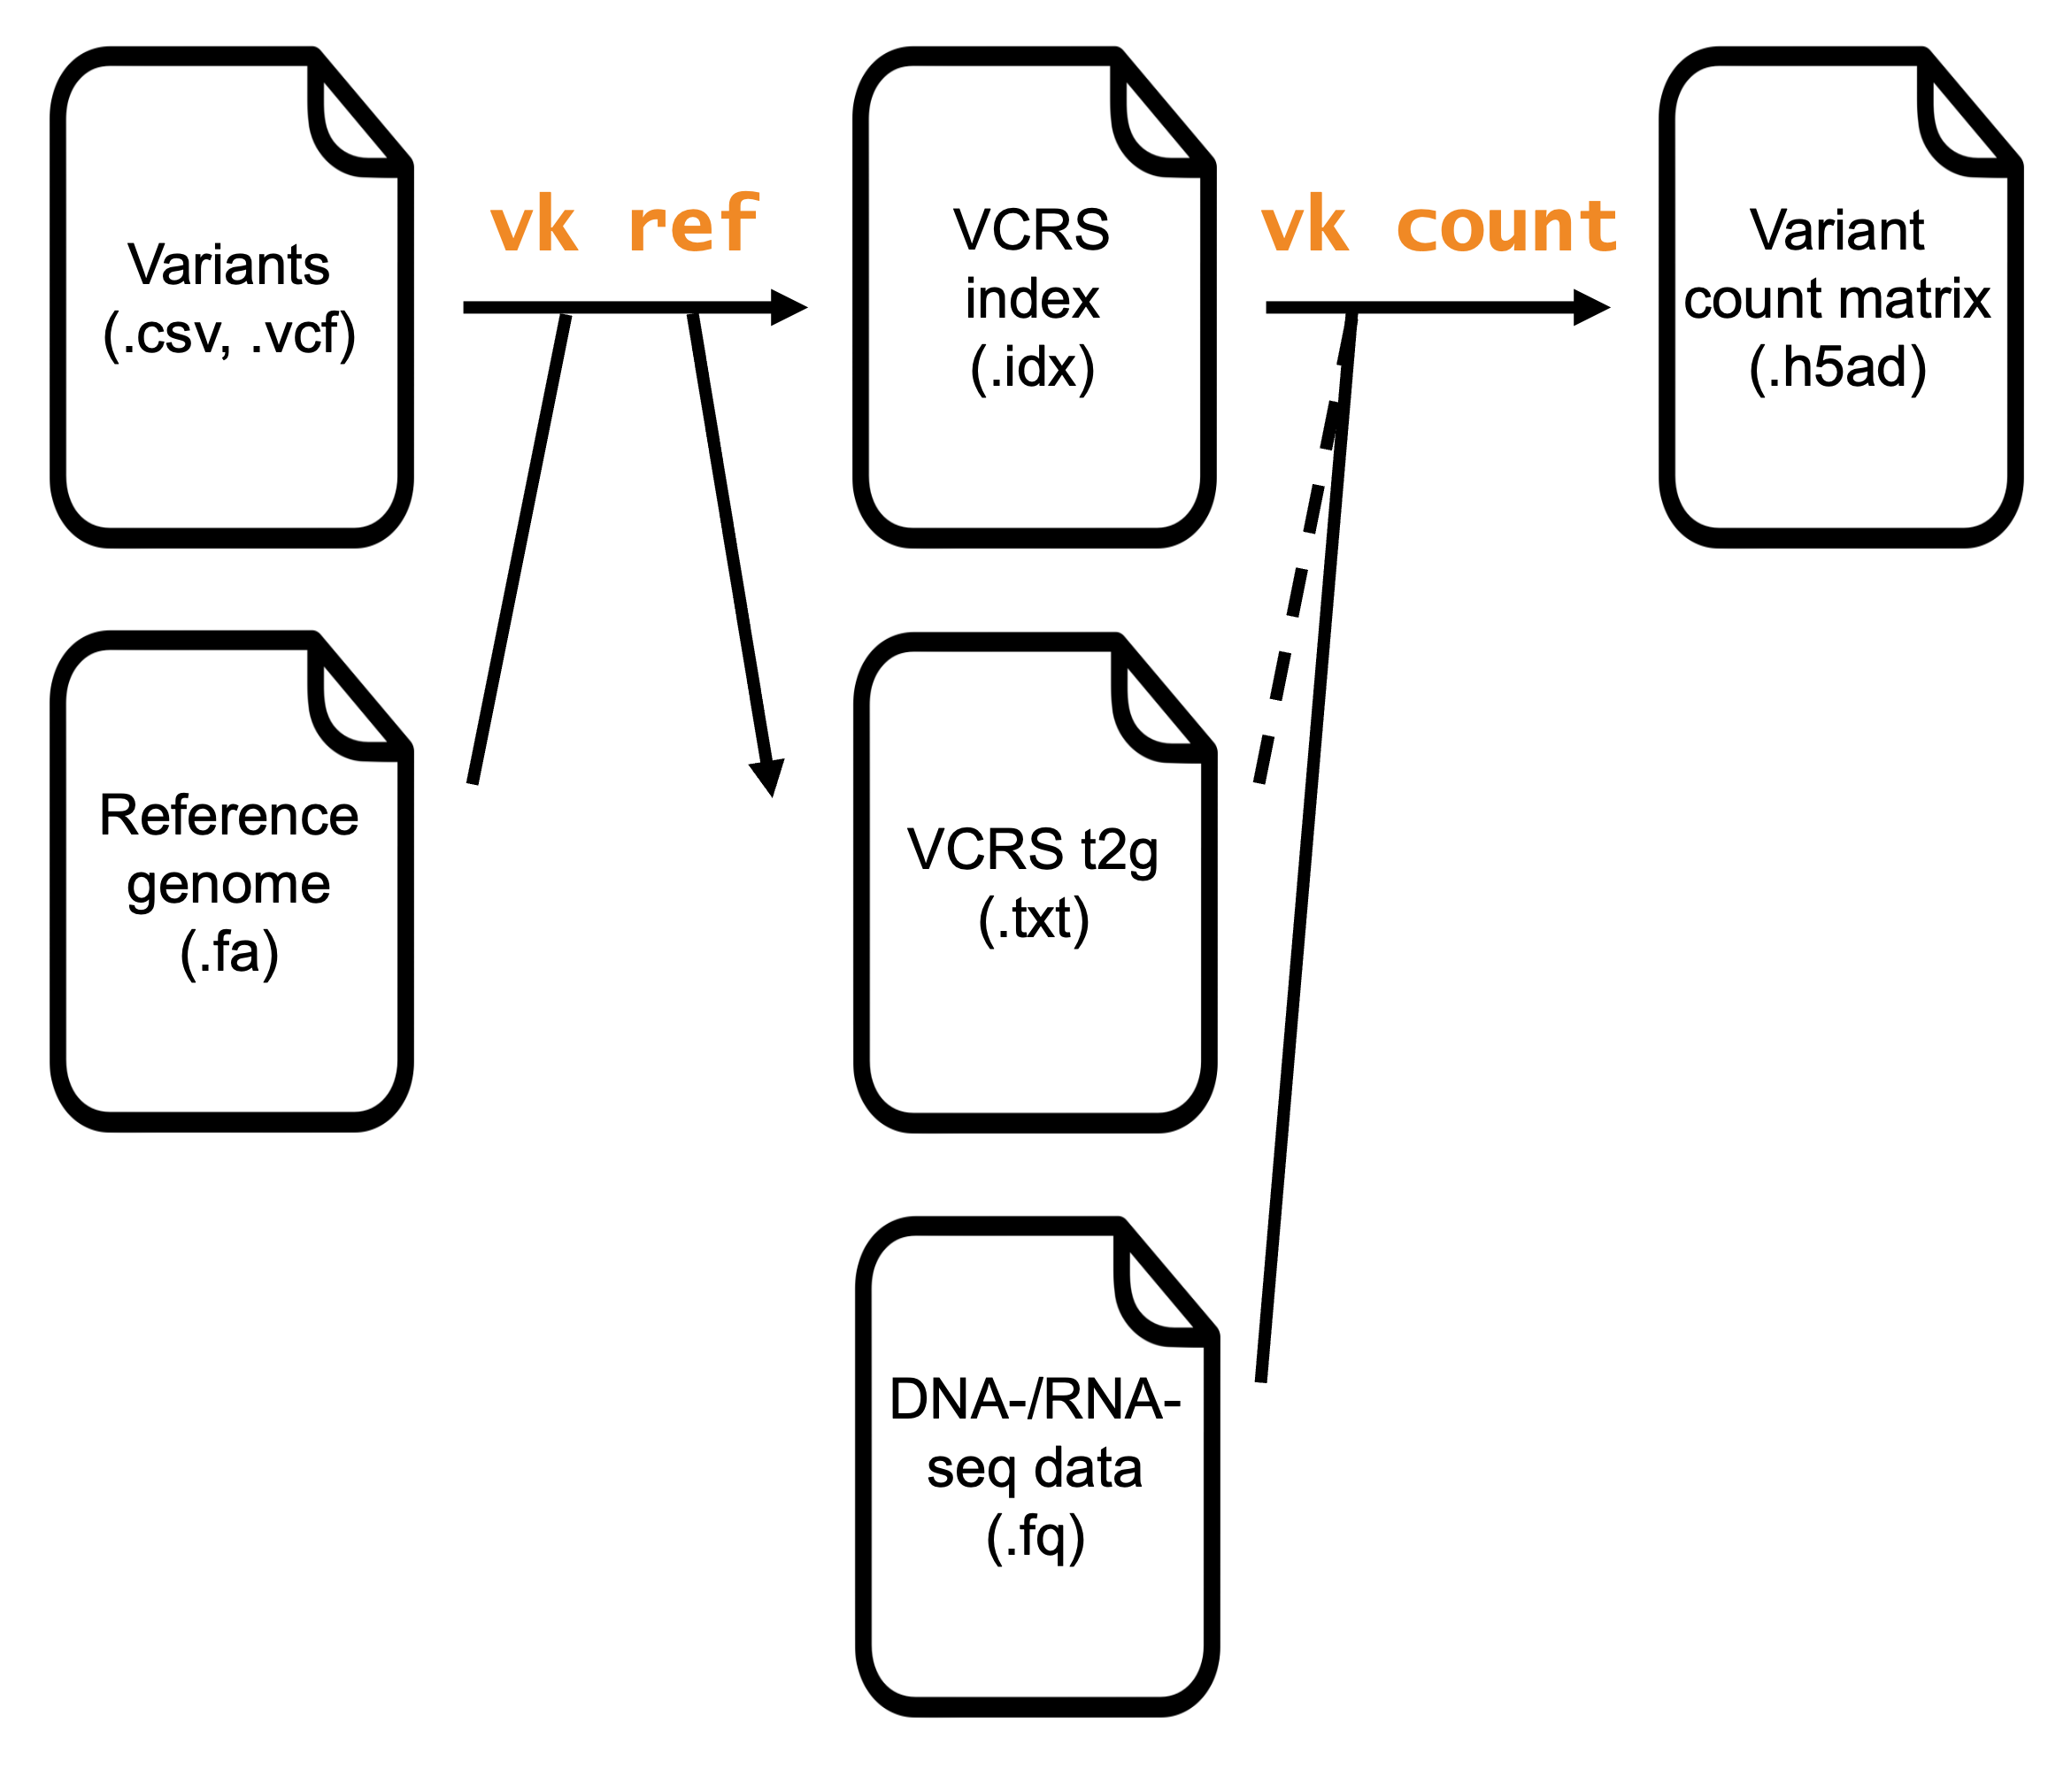 Variants
(.csv, .vcf)
vk ref
VCRS
index
(.idx)
vk count
Variant
count matrix
(.h5ad)
Reference
genome
(.fa)
VCRS t2g
(.txt)
DNA-/RNA-
seq data
(.fq)